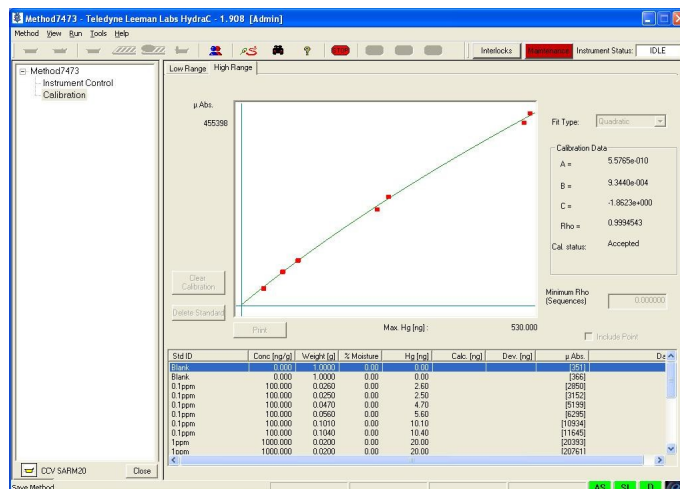 Method7473 - Teledyne Leeman Labs HydraC - 1.908 [Admin]
Method View Run Tools Help
STOP Interlocks Maintenance Instrument Status: IDLE
Method7473
Instrument Control
Calibration
Low Range High Range
µ Abs.
455398
Fit Type: Quadratic
Calibration Data
A = 5.5765e-010
B = 9.3440e-004
C = -1.8623e+000
Rho = 0.9994543
Cal. status: Accepted
Clear Calibration
Delete Standard
Minimum Rho (Sequences) 0.000000
Print Max. Hg [ng] : 530.000
Include Point
Std ID Conc [ng/g] Weight [g] % Moisture Hg [ng] Calc. [ng] Dev. [ng] µ Abs. Da
Blank 0.000 1.0000 0.00 0.00 [351]
Blank 0.000 1.0000 0.00 0.00 [366]
0.1ppm 100.000 0.0260 0.00 2.60 [2850]
0.1ppm 100.000 0.0250 0.00 2.50 [3152]
0.1ppm 100.000 0.0470 0.00 4.70 [5199]
0.1ppm 100.000 0.0560 0.00 5.60 [6295]
0.1ppm 100.000 0.1010 0.00 10.10 [10934]
0.1ppm 100.000 0.1040 0.00 10.40 [11645]
1ppm 1000.000 0.0200 0.00 20.00 [20393]
1ppm 1000.000 0.0200 0.00 20.00 [20761]
CCV SARM20 Close
Save Method AS SI D